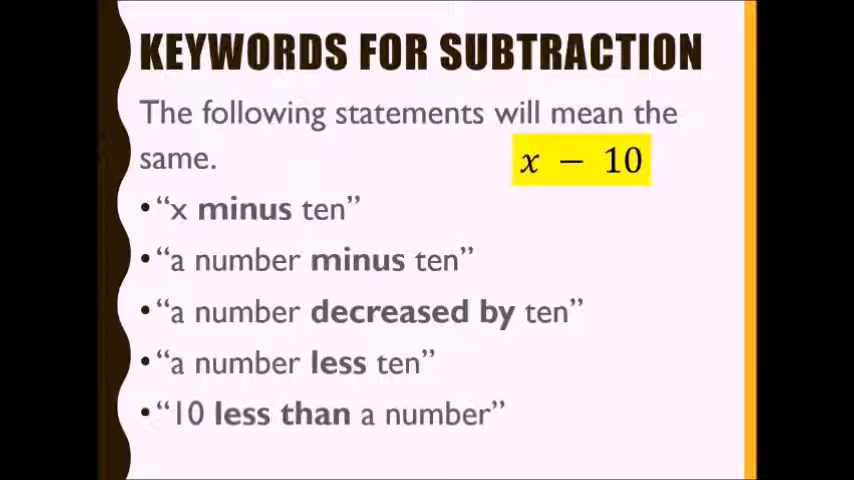 KEYWORDS FOR SUBTRACTION
The following statements will mean the
same.
x − 10
•“x minus ten”
•“a number minus ten”
•“a number decreased by ten”
•“a number less ten”
•“10 less than a number”